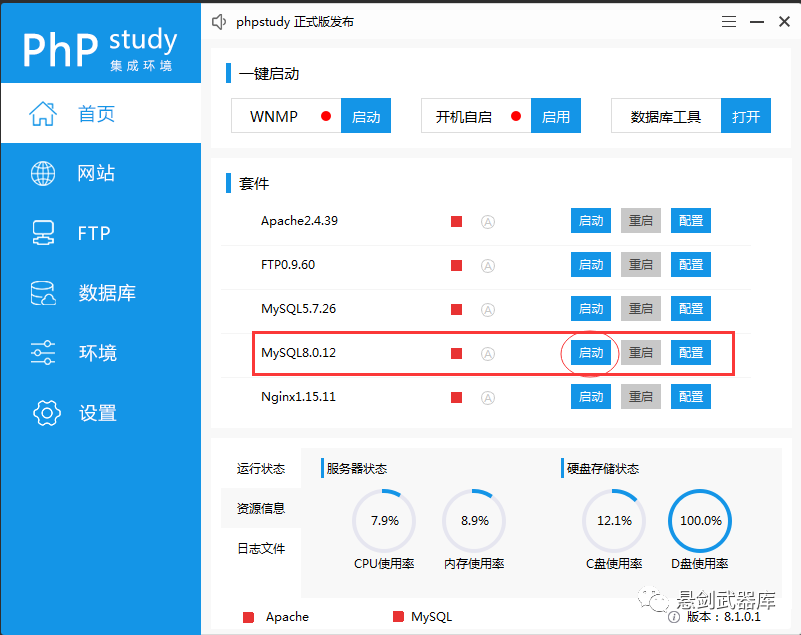 PhP study
集成环境
phpstudy 正式版发布
首页
网站
FTP
数据库
环境
设置
一键启动
WNMP 启动 开机自启 启用 数据库工具 打开
套件
Apache2.4.39 A 启动 重启 配置
FTP0.9.60 A 启动 重启 配置
MySQL5.7.26 A 启动 重启 配置
MySQL8.0.12 A 启动 重启 配置
Nginx1.15.11 A 启动 重启 配置
运行状态
资源信息
日志文件
服务器状态 硬盘存储状态
7.9% 8.9% 12.1% 100.0%
CPU使用率 内存使用率 C盘使用率 D盘使用率
悬剑武器库
Apache MySQL 版本：8.1.0.1